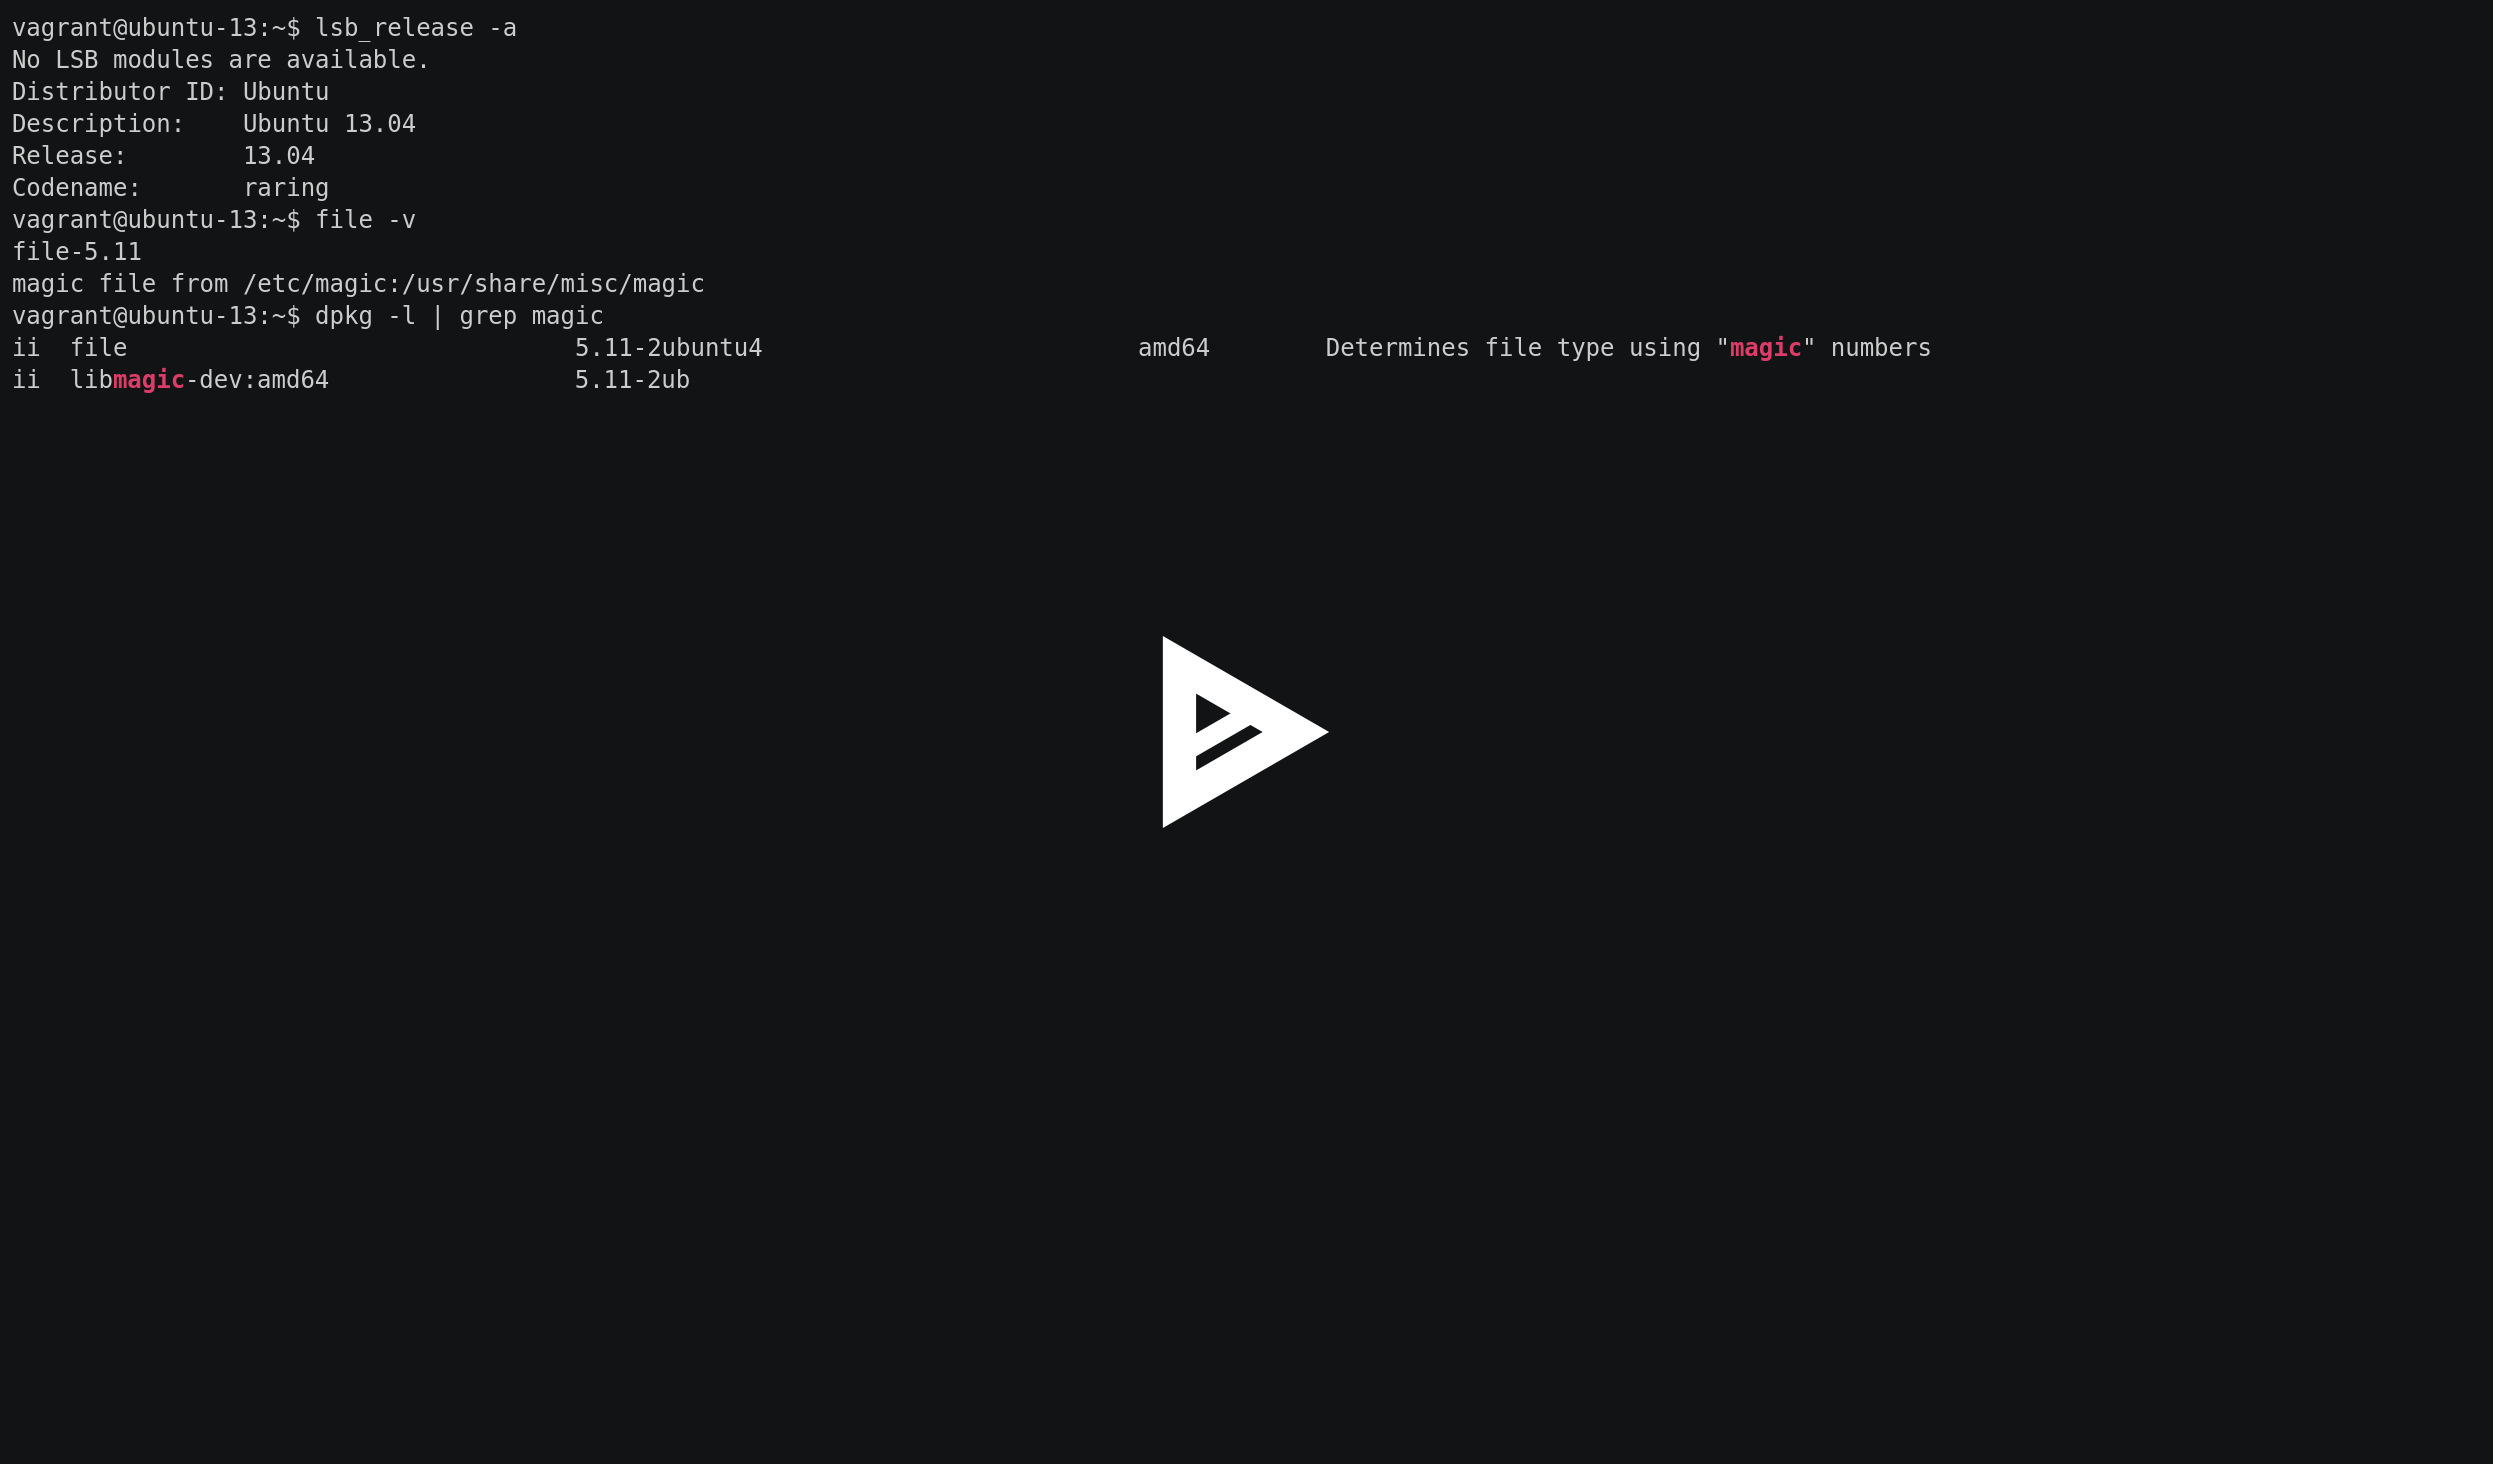 vagrant@ubuntu-13:~$ lsb_release -a
No LSB modules are available.
Distributor ID: Ubuntu
Description:    Ubuntu 13.04
Release:        13.04
Codename:       raring
vagrant@ubuntu-13:~$ file -v
file-5.11
magic file from /etc/magic:/usr/share/misc/magic
vagrant@ubuntu-13:~$ dpkg -l | grep magic
ii  file                               5.11-2ubuntu4                          amd64        Determines file type using "magic" numbers
ii  libmagic-dev:amd64                 5.11-2ub